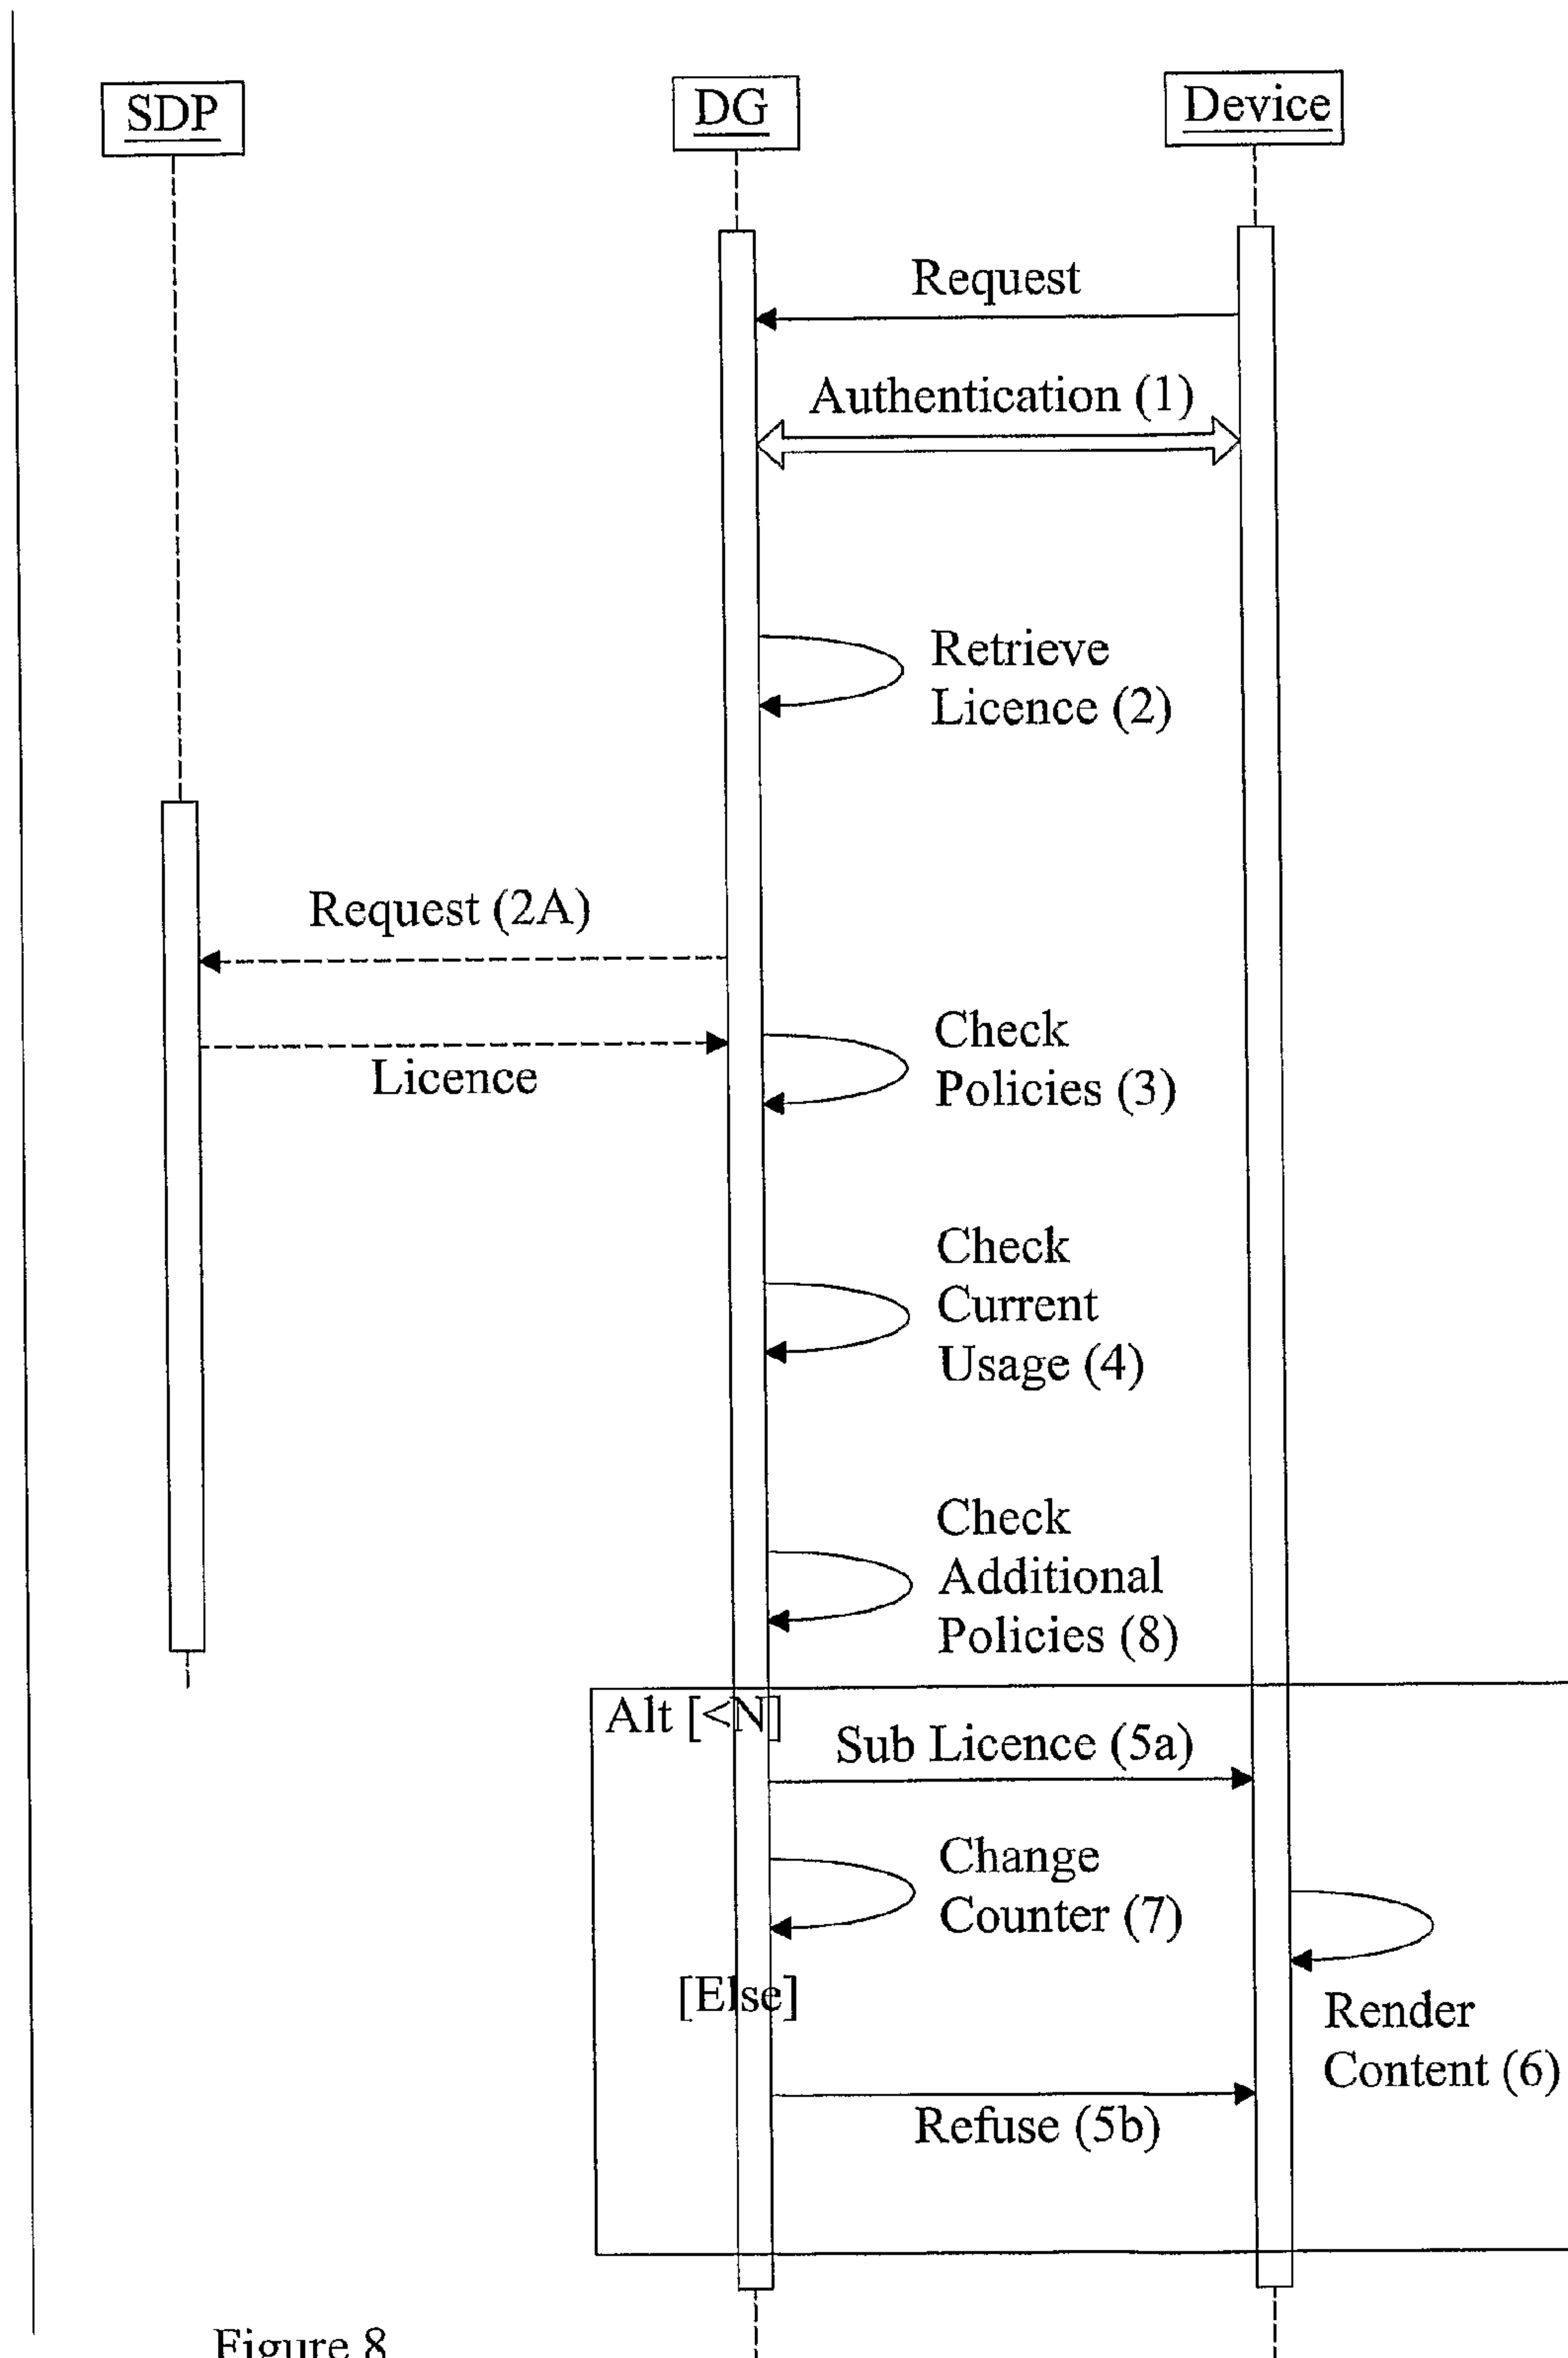 SDP
DG
Device
Request
Authentication (1)
Retrieve
Licence (2)
Request (2A)
Licence
Check
Policies (3)
Check
Current
Usage (4)
Check
Additional
Policies (8)
Alt [<N]
Sub Licence (5a)
Change
Counter (7)
[Else]
Render
Content (6)
Refuse (5b)
Figure 8